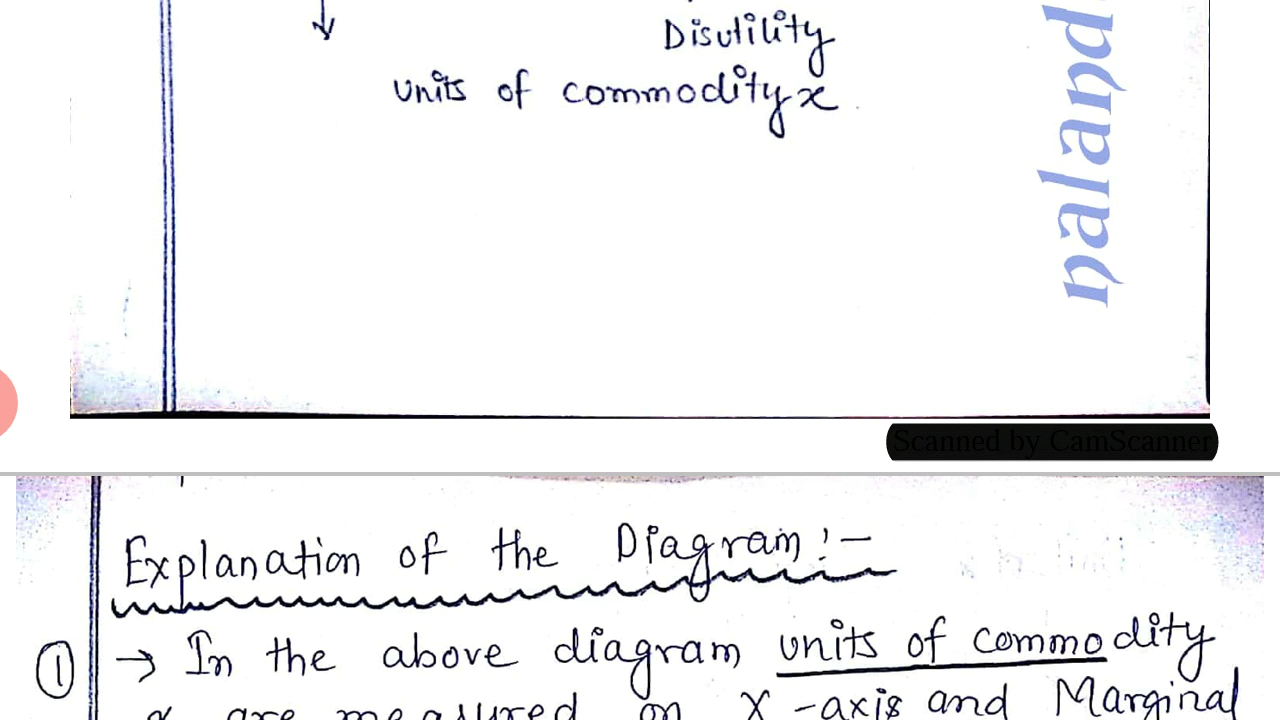 Disutility
units of commodity x
naland
Scanned by CamScanner
Explanation of the Diagram:-
① → In the above diagram units of commodity
x are measured on X-axis and Marginal